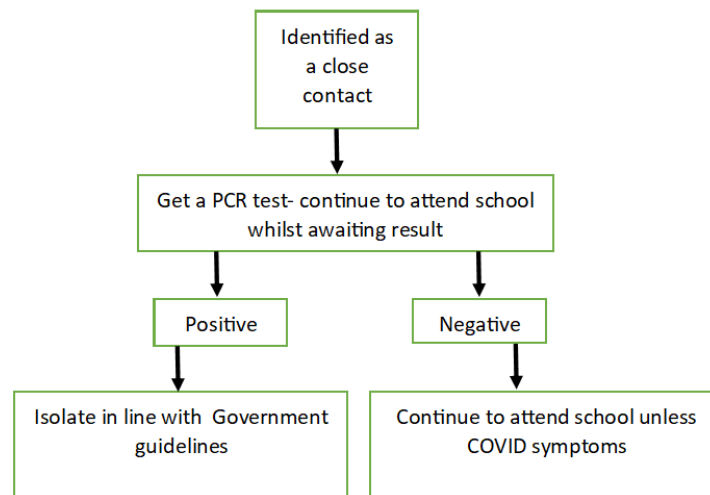 Identified as
a close
contact
Get a PCR test- continue to attend school
whilst awaiting result
Positive
Negative
Isolate in line with Government
guidelines
Continue to attend school unless
COVID symptoms